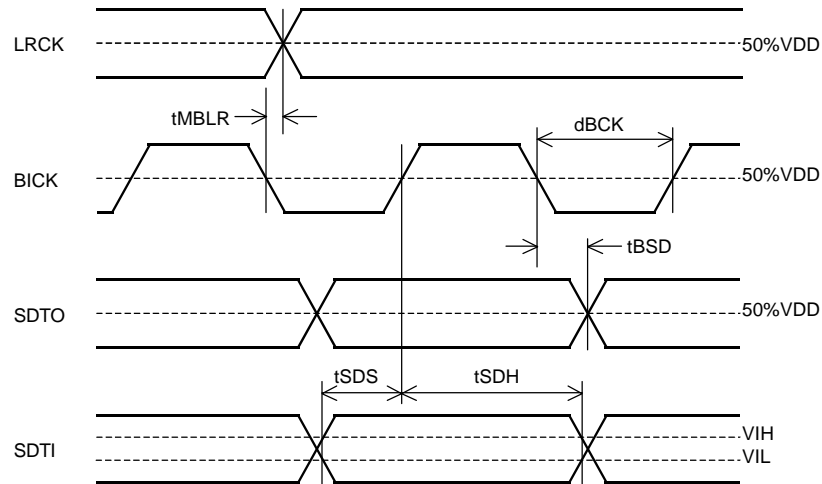 LRCK
50%VDD
tMBLR
dBCK
BICK
50%VDD
tBSD
SDTO
50%VDD
tSDS
tSDH
SDTI
VIH
VIL